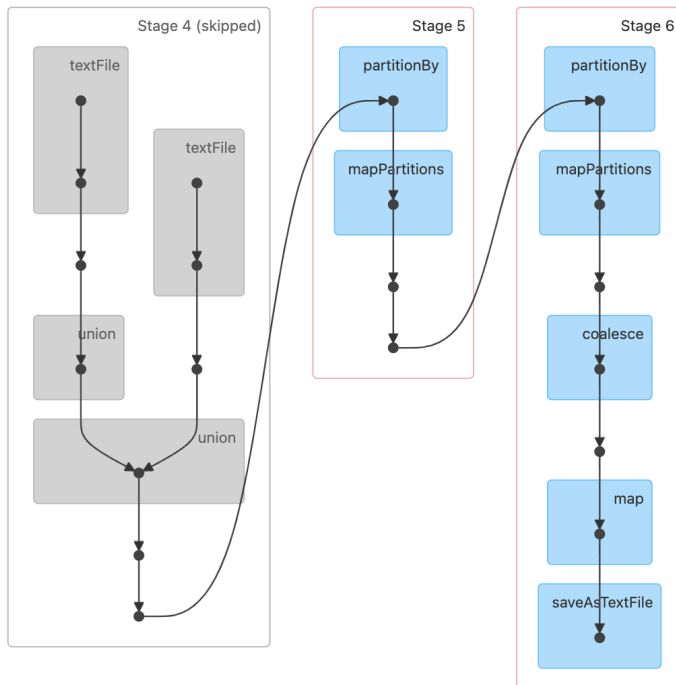 Stage 4 (skipped)
textFile
textFile
union
union
Stage 5
partitionBy
mapPartitions
Stage 6
partitionBy
mapPartitions
coalesce
map
saveAsTextFile